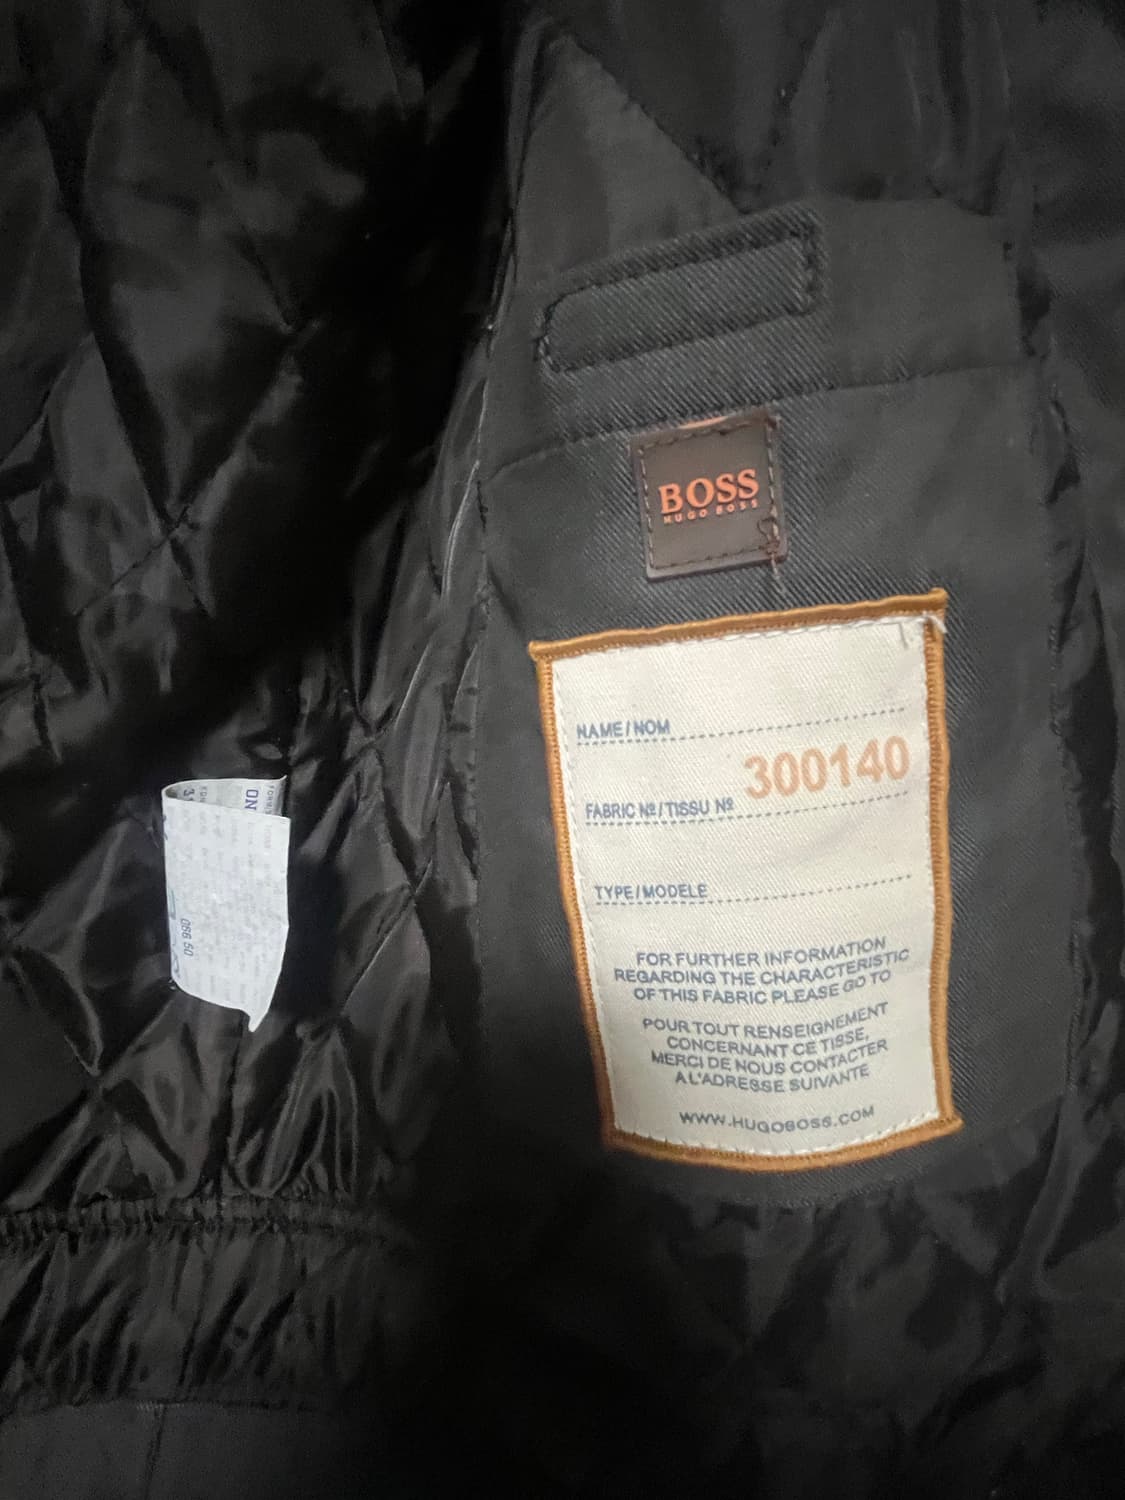 BOSS
HUGO BOSS
NAME/NOM
300140
FABRIC Nº/TISSU Nº
TYPE/MODELE
FOR FURTHER INFORMATION
REGARDING THE CHARACTERISTIC
OF THIS FABRIC PLEASE GO TO
POUR TOUT RENSEIGNEMENT
CONCERNANT CE TISSE,
MERCI DE NOUS CONTACTER
A L'ADRESSE SUIVANTE
WWW.HUGOBOSS.COM
ON